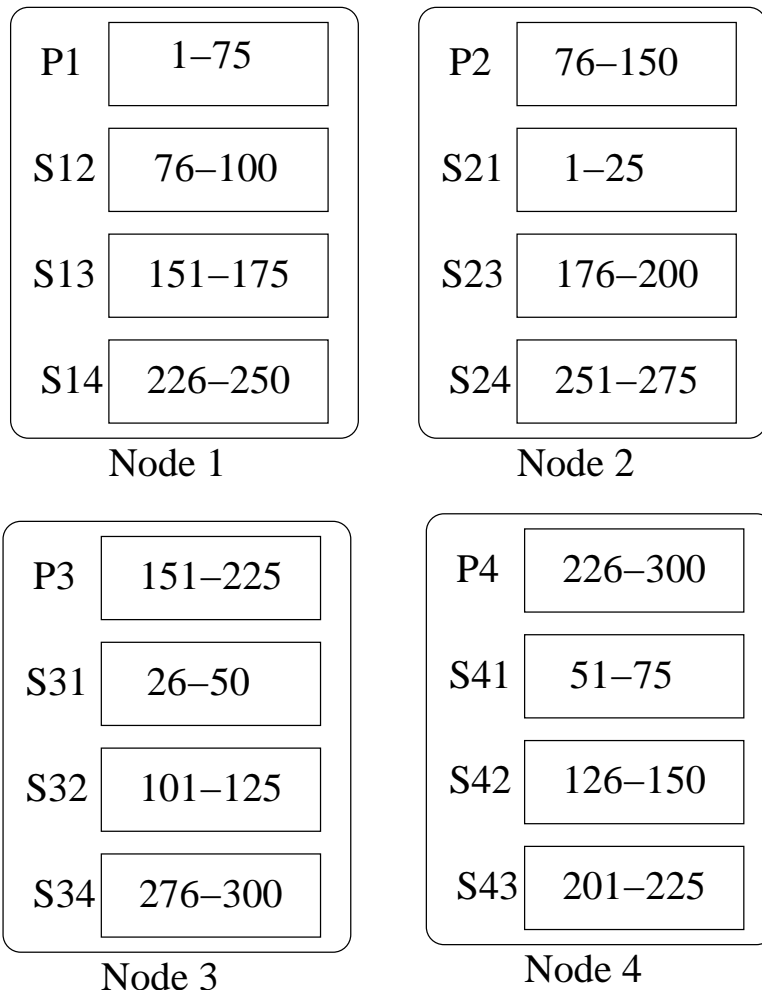 P1 1–75
S12 76–100
S13 151–175
S14 226–250
Node 1
P2 76–150
S21 1–25
S23 176–200
S24 251–275
Node 2
P3 151–225
S31 26–50
S32 101–125
S34 276–300
Node 3
P4 226–300
S41 51–75
S42 126–150
S43 201–225
Node 4